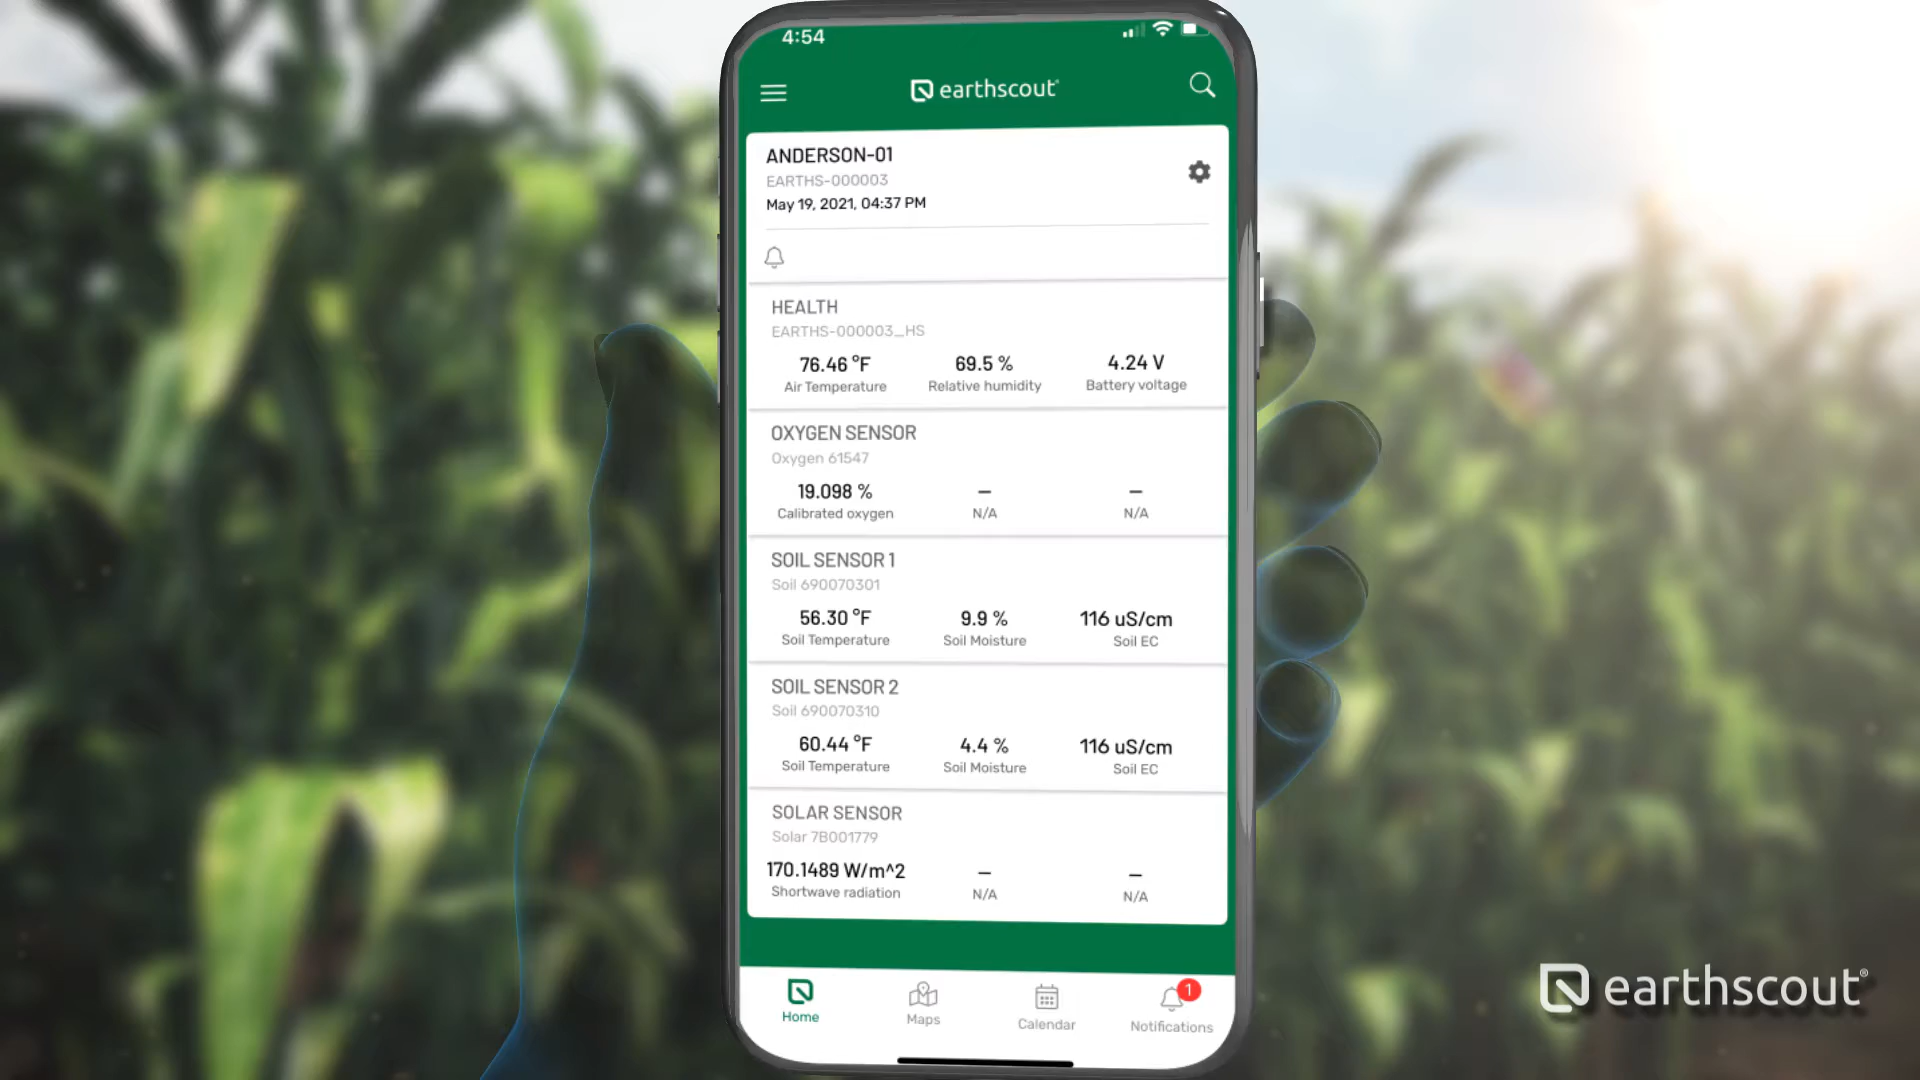 4:54
earthscout®
ANDERSON-01
EARTHS-000003
May 19, 2021, 04:37 PM
HEALTH
EARTHS-000003_HS
76.46 °F 69.5 % 4.24 V
Air Temperature Relative humidity Battery voltage
OXYGEN SENSOR
Oxygen 61547
19.098 % – –
Calibrated oxygen N/A N/A
SOIL SENSOR 1
Soil 690070301
56.30 °F 9.9 % 116 uS/cm
Soil Temperature Soil Moisture Soil EC
SOIL SENSOR 2
Soil 690070310
60.44 °F 4.4 % 116 uS/cm
Soil Temperature Soil Moisture Soil EC
SOLAR SENSOR
Solar 7B001779
170.1489 W/m^2 – –
Shortwave radiation N/A N/A
1
Home Maps Calendar Notifications
earthscout®